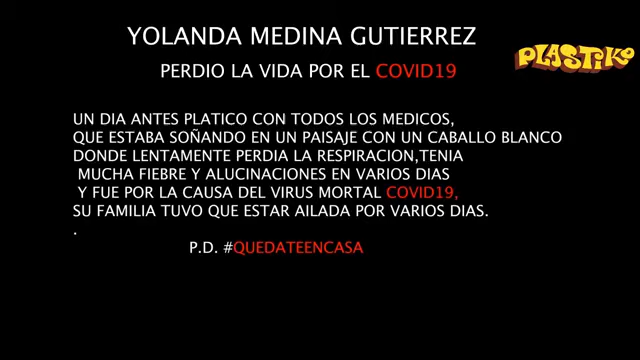 YOLANDA MEDINA GUTIERREZ
PLASTIKO
PERDIO LA VIDA POR EL COVID19
UN DIA ANTES PLATICO CON TODOS LOS MEDICOS,
QUE ESTABA SOÑANDO EN UN PAISAJE CON UN CABALLO BLANCO
DONDE LENTAMENTE PERDIA LA RESPIRACION,TENIA
MUCHA FIEBRE Y ALUCINACIONES EN VARIOS DIAS
Y FUE POR LA CAUSA DEL VIRUS MORTAL COVID19,
SU FAMILIA TUVO QUE ESTAR AILADA POR VARIOS DIAS.
.
P.D. #QUEDATEENCASA